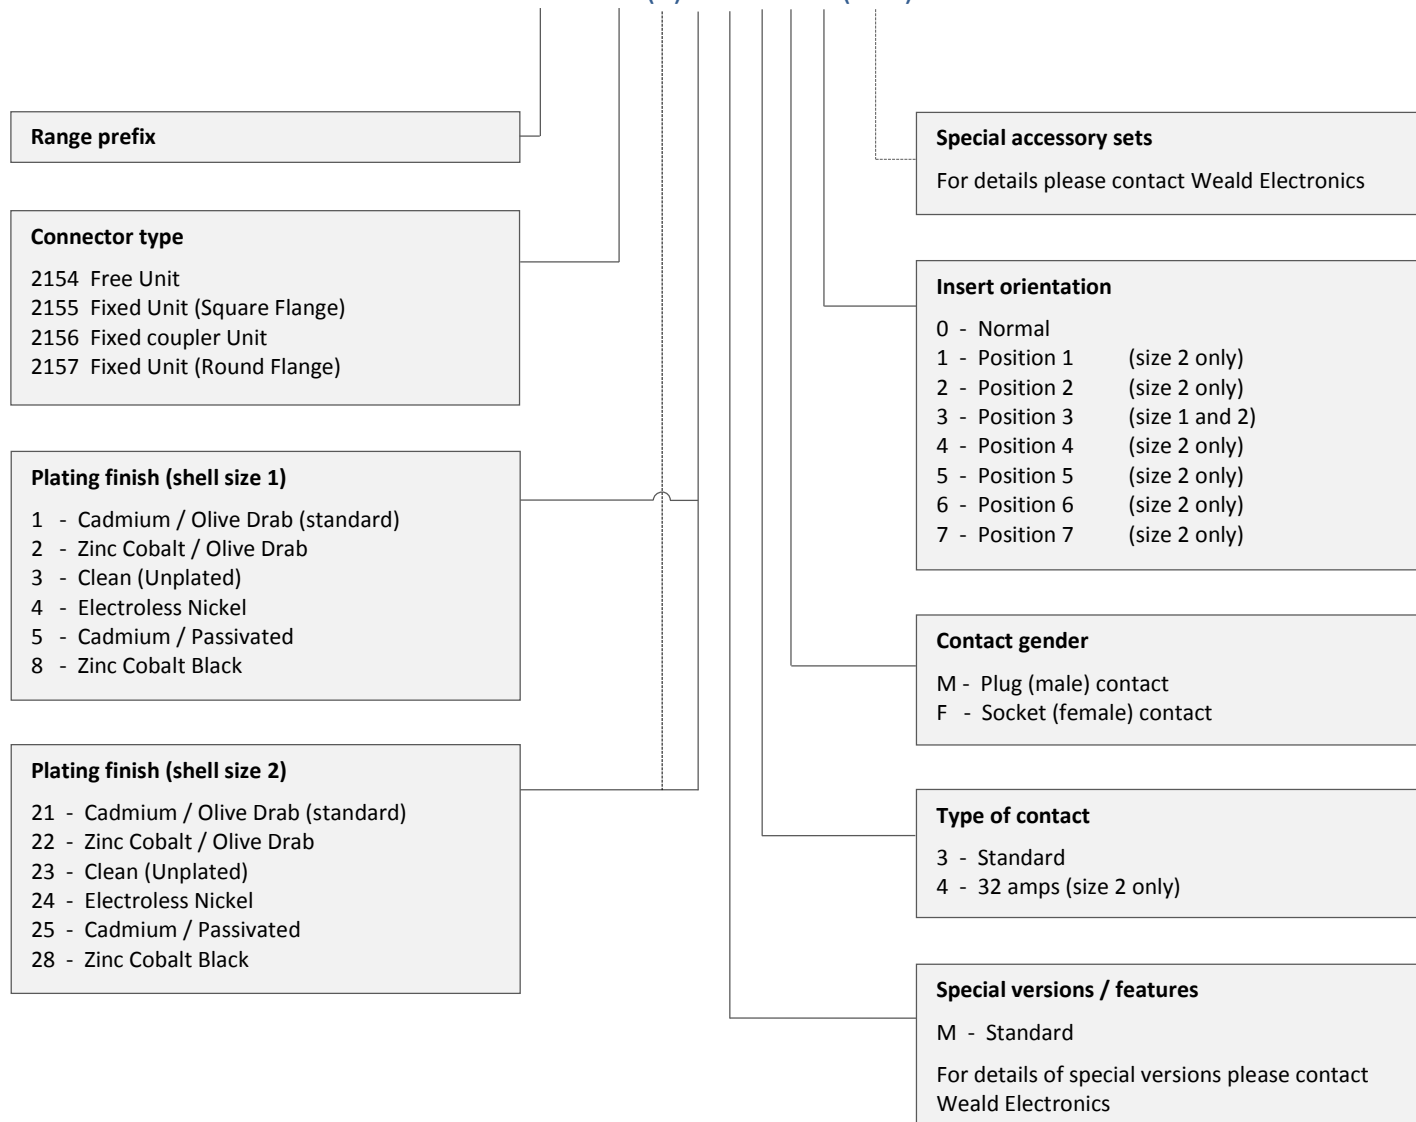 Range prefix
Connector type
2154 Free Unit
2155 Fixed Unit (Square Flange)
2156 Fixed coupler Unit
2157 Fixed Unit (Round Flange)
Plating finish (shell size 1)
1 - Cadmium / Olive Drab (standard)
2 - Zinc Cobalt / Olive Drab
3 - Clean (Unplated)
4 - Electroless Nickel
5 - Cadmium / Passivated
8 - Zinc Cobalt Black
Plating finish (shell size 2)
21 - Cadmium / Olive Drab (standard)
22 - Zinc Cobalt / Olive Drab
23 - Clean (Unplated)
24 - Electroless Nickel
25 - Cadmium / Passivated
28 - Zinc Cobalt Black
Special accessory sets
For details please contact Weald Electronics
Insert orientation
0 - Normal
1 - Position 1 (size 2 only)
2 - Position 2 (size 2 only)
3 - Position 3 (size 1 and 2)
4 - Position 4 (size 2 only)
5 - Position 5 (size 2 only)
6 - Position 6 (size 2 only)
7 - Position 7 (size 2 only)
Contact gender
M - Plug (male) contact
F - Socket (female) contact
Type of contact
3 - Standard
4 - 32 amps (size 2 only)
Special versions / features
M - Standard
For details of special versions please contact
Weald Electronics